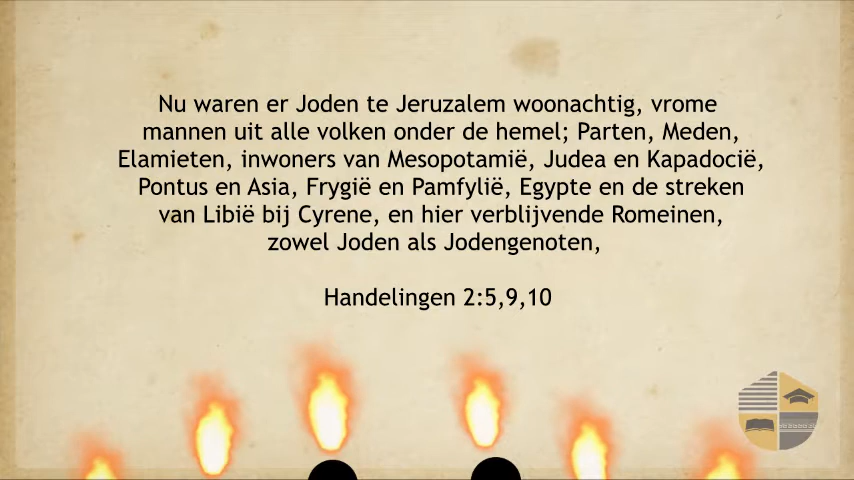 Nu waren er Joden te Jeruzalem woonachtig, vrome
mannen uit alle volken onder de hemel; Parten, Meden,
Elamieten, inwoners van Mesopotamië, Judea en Kapadocië,
Pontus en Asia, Frygië en Pamfylië, Egypte en de streken
van Libië bij Cyrene, en hier verblijvende Romeinen,
zowel Joden als Jodengenoten,
Handelingen 2:5,9,10